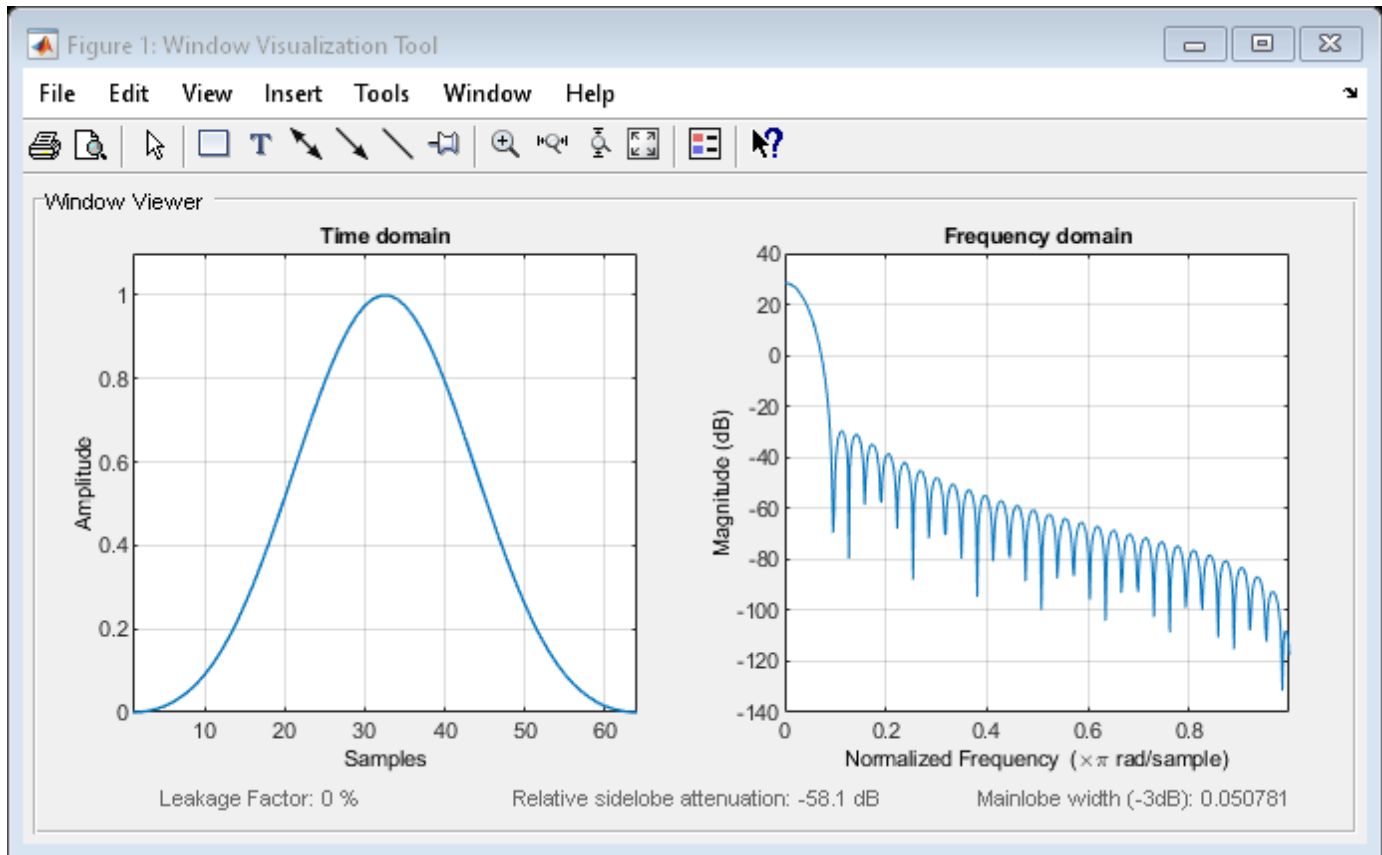 Figure 1: Window Visualization Tool
File Edit View Insert Tools Window Help
T ?
Window Viewer
Time domain
1
0.8
0.6
0.4
0.2
0
Amplitude
10 20 30 40 50 60
Samples
Frequency domain
40
20
0
-20
-40
-60
-80
-100
-120
-140
Magnitude (dB)
0 0.2 0.4 0.6 0.8
Normalized Frequency (×π rad/sample)
Leakage Factor: 0 % Relative sidelobe attenuation: -58.1 dB Mainlobe width (-3dB): 0.050781